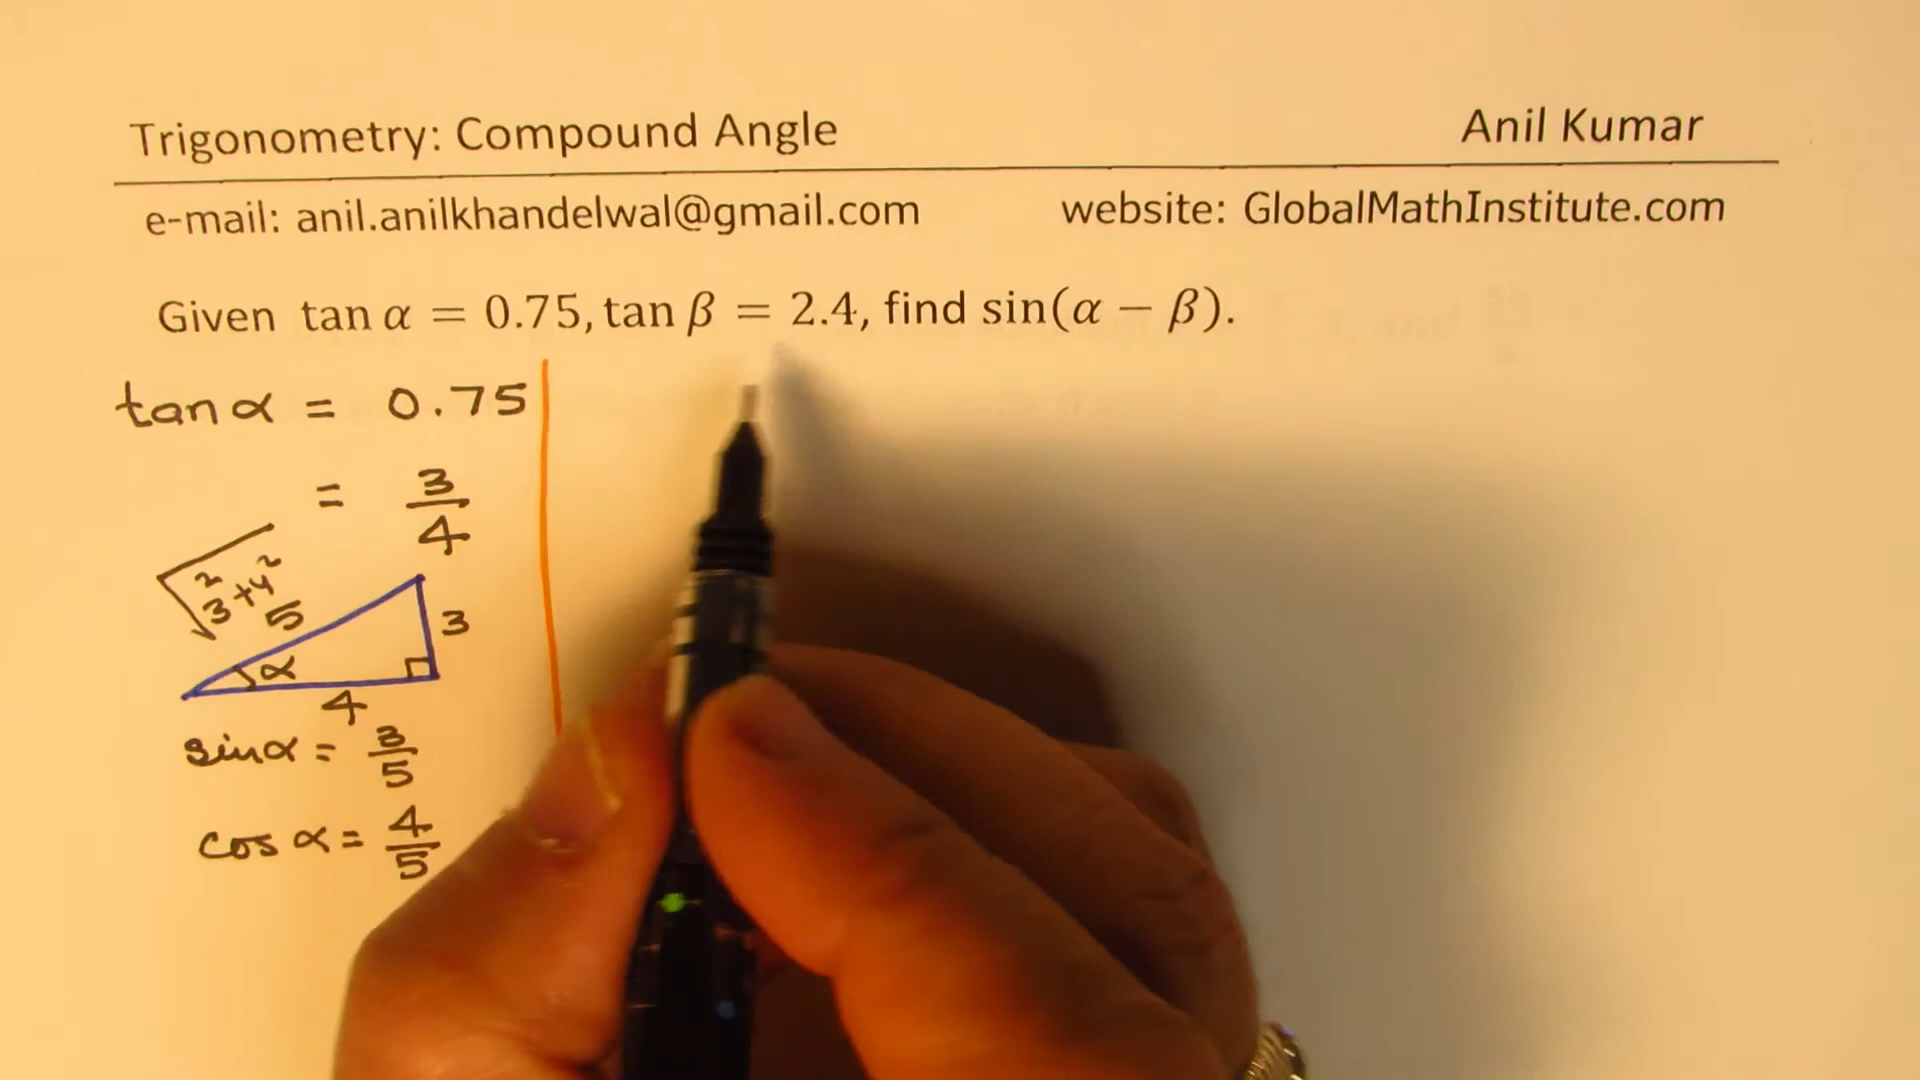 Trigonometry: Compound Angle Anil Kumar
e-mail: anil.anilkhandelwal@gmail.com website: GlobalMathInstitute.com
Given tan α = 0.75, tan β = 2.4, find sin(α − β).
tan α = 0.75
= 3/4
√3²+4²
5
3
α
4
sin α = 3/5
cos α = 4/5